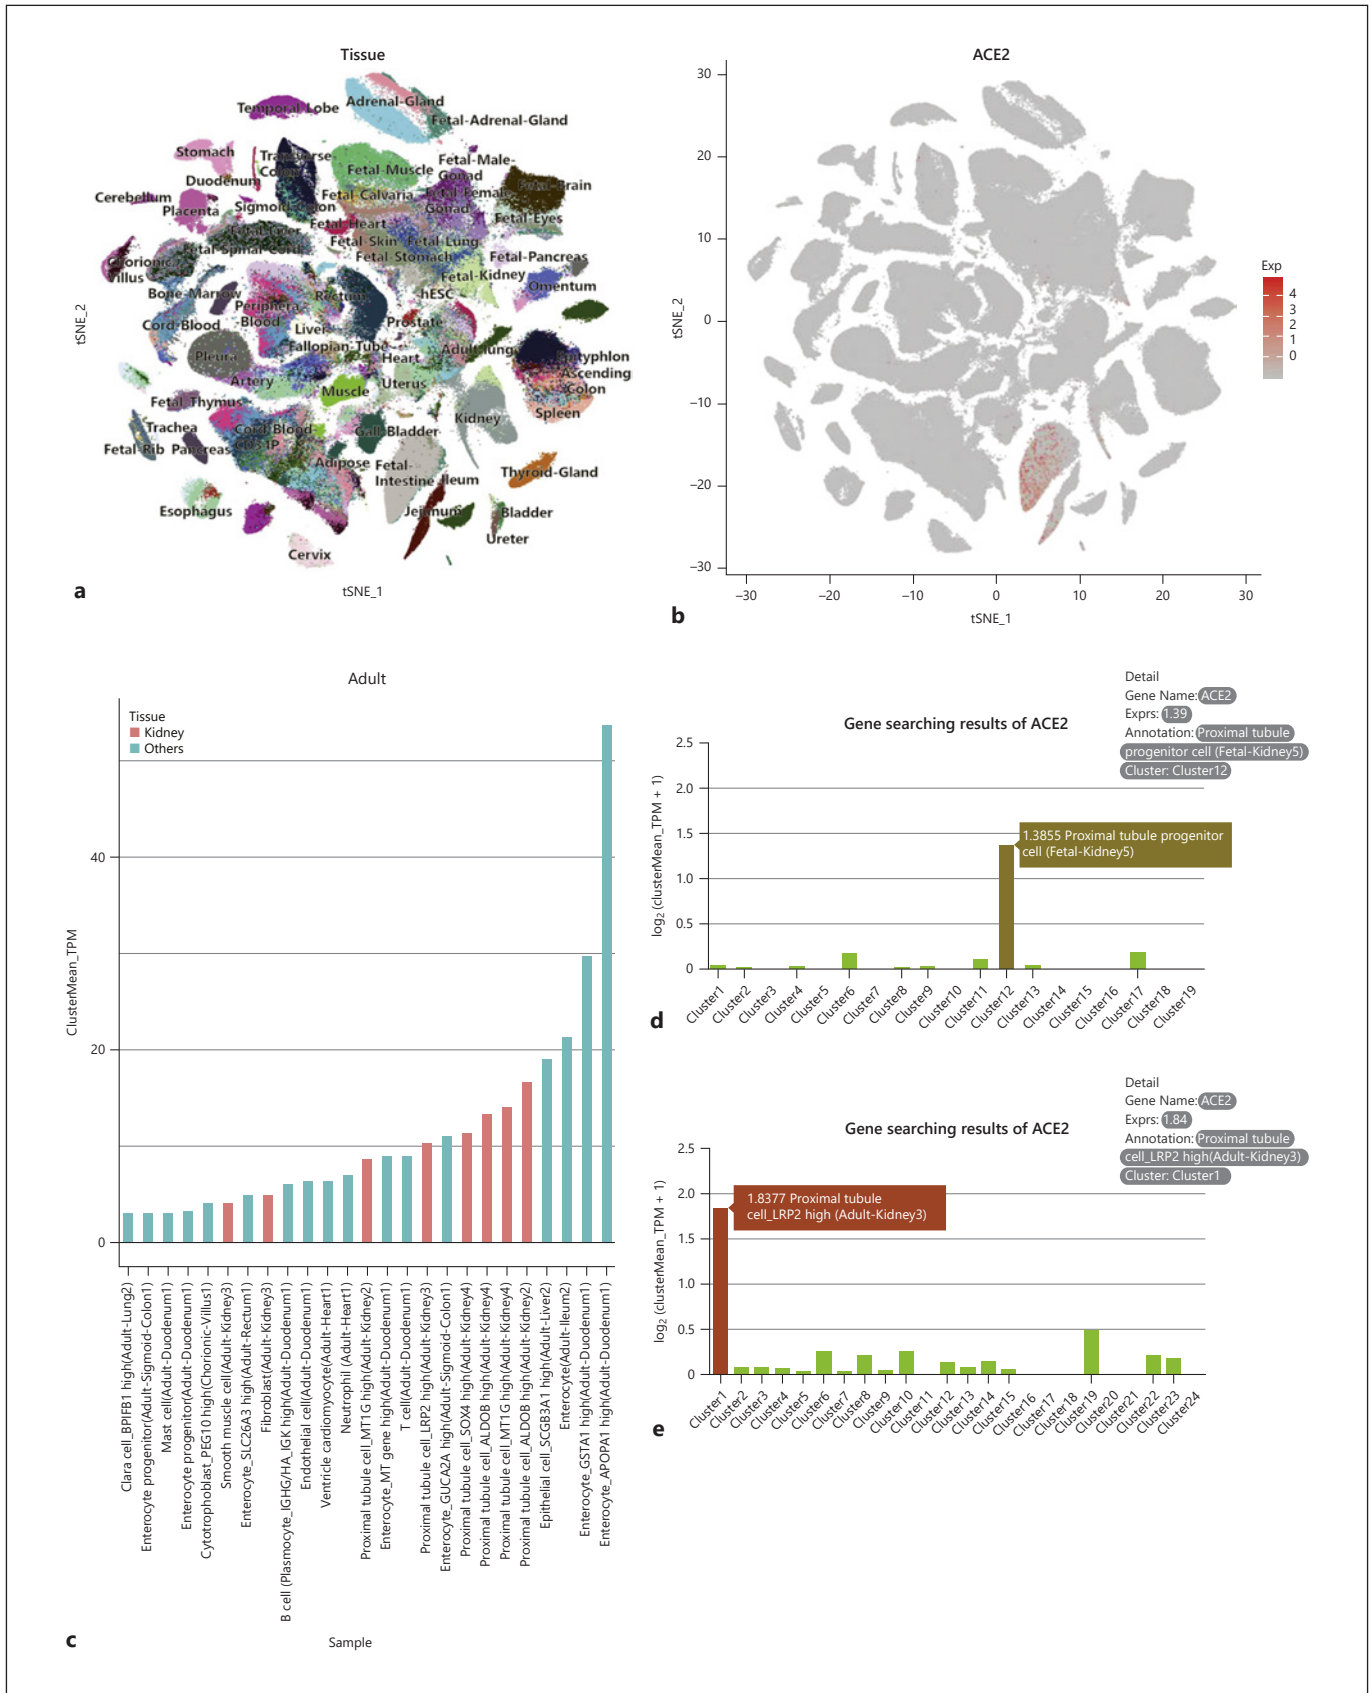 Tissue
Temporal-Lobe
Adrenal-Gland
Fetal-Adrenal-Gland
Stomach
Transverse-
Colon
Fetal-Muscle
Fetal-Male-
Gonad
Duodenum
Fetal-Brain
Cerebellum
Placenta
Sigmoid-Colon
Fetal-Calvaria
Fetal-Female-
Gonad
Fetal-Eyes
Fetal-Heart
Fetal-Liver
Fetal-Skin
Fetal-Lung
Fetal-Spinal-Cord
Fetal-Stomach
Fetal-Pancreas
Chorionic-
Villus
Fetal-Kidney
Omentum
Bone-Marrow
Periphera
-Blood
Rectum
hESC
Cord-Blood
Liver
Prostate
Fallopian-Tube
Pleura
Heart
Adult-lung
Epityphlon
Ascending
Colon
Artery
Muscle
Uterus
Fetal-Thymus
Kidney
Spleen
Trachea
Cord-Blood
CD34P
Gall-Bladder
Fetal-Rib
Pancreas
Adipose
Fetal-
Intestine
Ileum
Thyroid-Gland
Esophagus
Jejunum
Bladder
Ureter
Cervix
tSNE_2
tSNE_1
a
ACE2
30
20
10
0
−10
−20
−30
−30
−20
−10
0
10
20
30
tSNE_2
tSNE_1
Exp
4
3
2
1
0
b
Adult
Tissue
Kidney
Others
ClusterMean_TPM
40
20
0
Clara cell_BPIFB1 high(Adult-Lung2)
Enterocyte progenitor(Adult-Sigmoid-Colon1)
Mast cell(Adult-Duodenum1)
Enterocyte progenitor(Adult-Duodenum1)
Cytotrophoblast_PEG10 high(Chorionic-Villus1)
Smooth muscle cell(Adult-Kidney3)
Enterocyte_SLC26A3 high(Adult-Rectum1)
Fibroblast(Adult-Kidney3)
B cell (Plasmocyte_IGHG/HA_IGK high(Adult-Duodenum1)
Endothelial cell(Adult-Duodenum1)
Ventricle cardiomyocyte(Adult-Heart1)
Neutrophil (Adult-Heart1)
Proximal tubule cell_MT1G high(Adult-Kidney2)
Enterocyte_MT gene high(Adult-Duodenum1)
T cell(Adult-Duodenum1)
Proximal tubule cell_LRP2 high(Adult-Kidney3)
Enterocyte_GUCA2A high(Adult-Sigmoid-Colon1)
Proximal tubule cell_SOX4 high(Adult-Kidney4)
Proximal tubule cell_ALDOB high(Adult-Kidney4)
Proximal tubule cell_MT1G high(Adult-Kidney4)
Proximal tubule cell_ALDOB high(Adult-Kidney2)
Epithelial cell_SCGB3A1 high(Adult-Liver2)
Enterocyte(Adult-Ileum2)
Enterocyte_GSTA1 high(Adult-Duodenum1)
Enterocyte_APOPA1 high(Adult-Duodenum1)
Sample
c
Detail
Gene Name: ACE2
Exprs: 1.39
Annotation: Proximal tubule
progenitor cell (Fetal-Kidney5)
Cluster: Cluster12
Gene searching results of ACE2
2.5
2.0
1.5
1.0
0.5
0
log₂ (clusterMean_TPM + 1)
1.3855 Proximal tubule progenitor
cell (Fetal-Kidney5)
Cluster1
Cluster2
Cluster3
Cluster4
Cluster5
Cluster6
Cluster7
Cluster8
Cluster9
Cluster10
Cluster11
Cluster12
Cluster13
Cluster14
Cluster15
Cluster16
Cluster17
Cluster18
Cluster19
d
Detail
Gene Name: ACE2
Exprs: 1.84
Annotation: Proximal tubule
cell_LRP2 high(Adult-Kidney3)
Cluster: Cluster1
Gene searching results of ACE2
2.5
2.0
1.5
1.0
0.5
0
log₂ (clusterMean_TPM + 1)
1.8377 Proximal tubule
cell_LRP2 high (Adult-Kidney3)
Cluster1
Cluster2
Cluster3
Cluster4
Cluster5
Cluster6
Cluster7
Cluster8
Cluster9
Cluster10
Cluster11
Cluster12
Cluster13
Cluster14
Cluster15
Cluster16
Cluster17
Cluster18
Cluster19
Cluster20
Cluster21
Cluster22
Cluster23
Cluster24
e